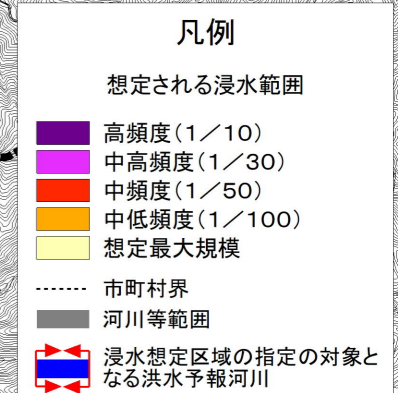 凡例
想定される浸水範囲
高頻度(1／10)
中高頻度(1／30)
中頻度(1／50)
中低頻度(1／100)
想定最大規模
市町村界
河川等範囲
浸水想定区域の指定の対象と
なる洪水予報河川